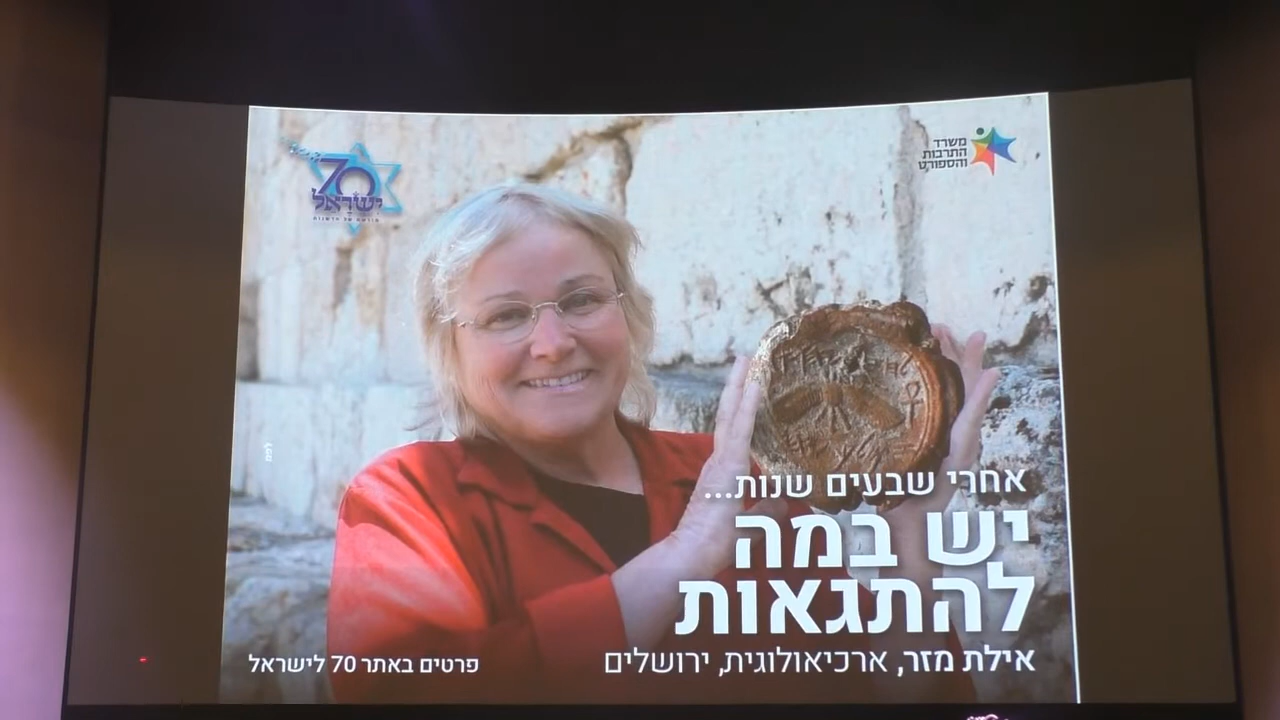 משרד
התרבות
והספורט
70
ישראל
אחרי שבעים שנות...
יש במה
להתגאות
אילת מזר, ארכיאולוגית, ירושלים
פרטים באתר 70 לישראל
לפמ